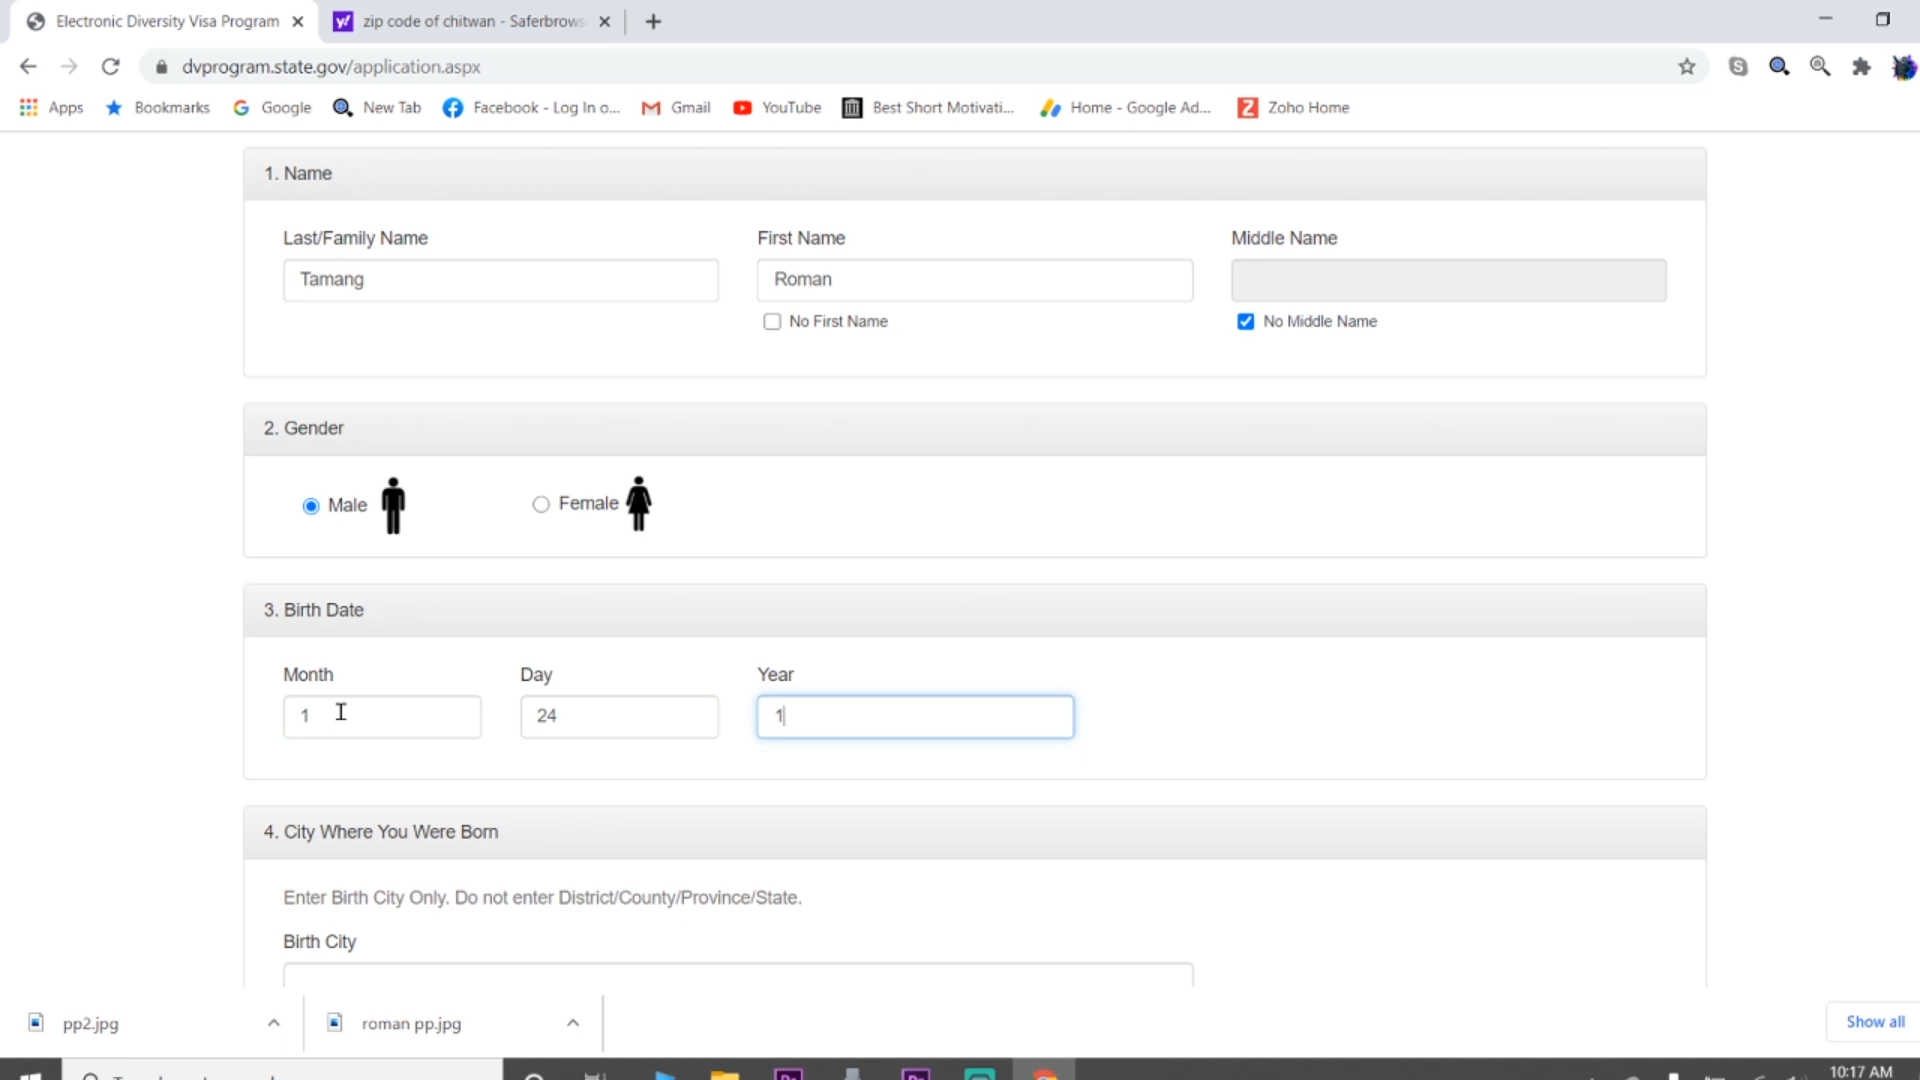 Electronic Diversity Visa Program
zip code of chitwan - Saferbrows
dvprogram.state.gov/application.aspx
Apps
Bookmarks
Google
New Tab
Facebook - Log In o...
Gmail
YouTube
Best Short Motivati...
Home - Google Ad...
Zoho Home
1. Name
Last/Family Name
First Name
Middle Name
Tamang
Roman
No First Name
No Middle Name
2. Gender
Male
Female
3. Birth Date
Month
Day
Year
1
24
1
4. City Where You Were Born
Enter Birth City Only. Do not enter District/County/Province/State.
Birth City
pp2.jpg
roman pp.jpg
Show all
10:17 AM